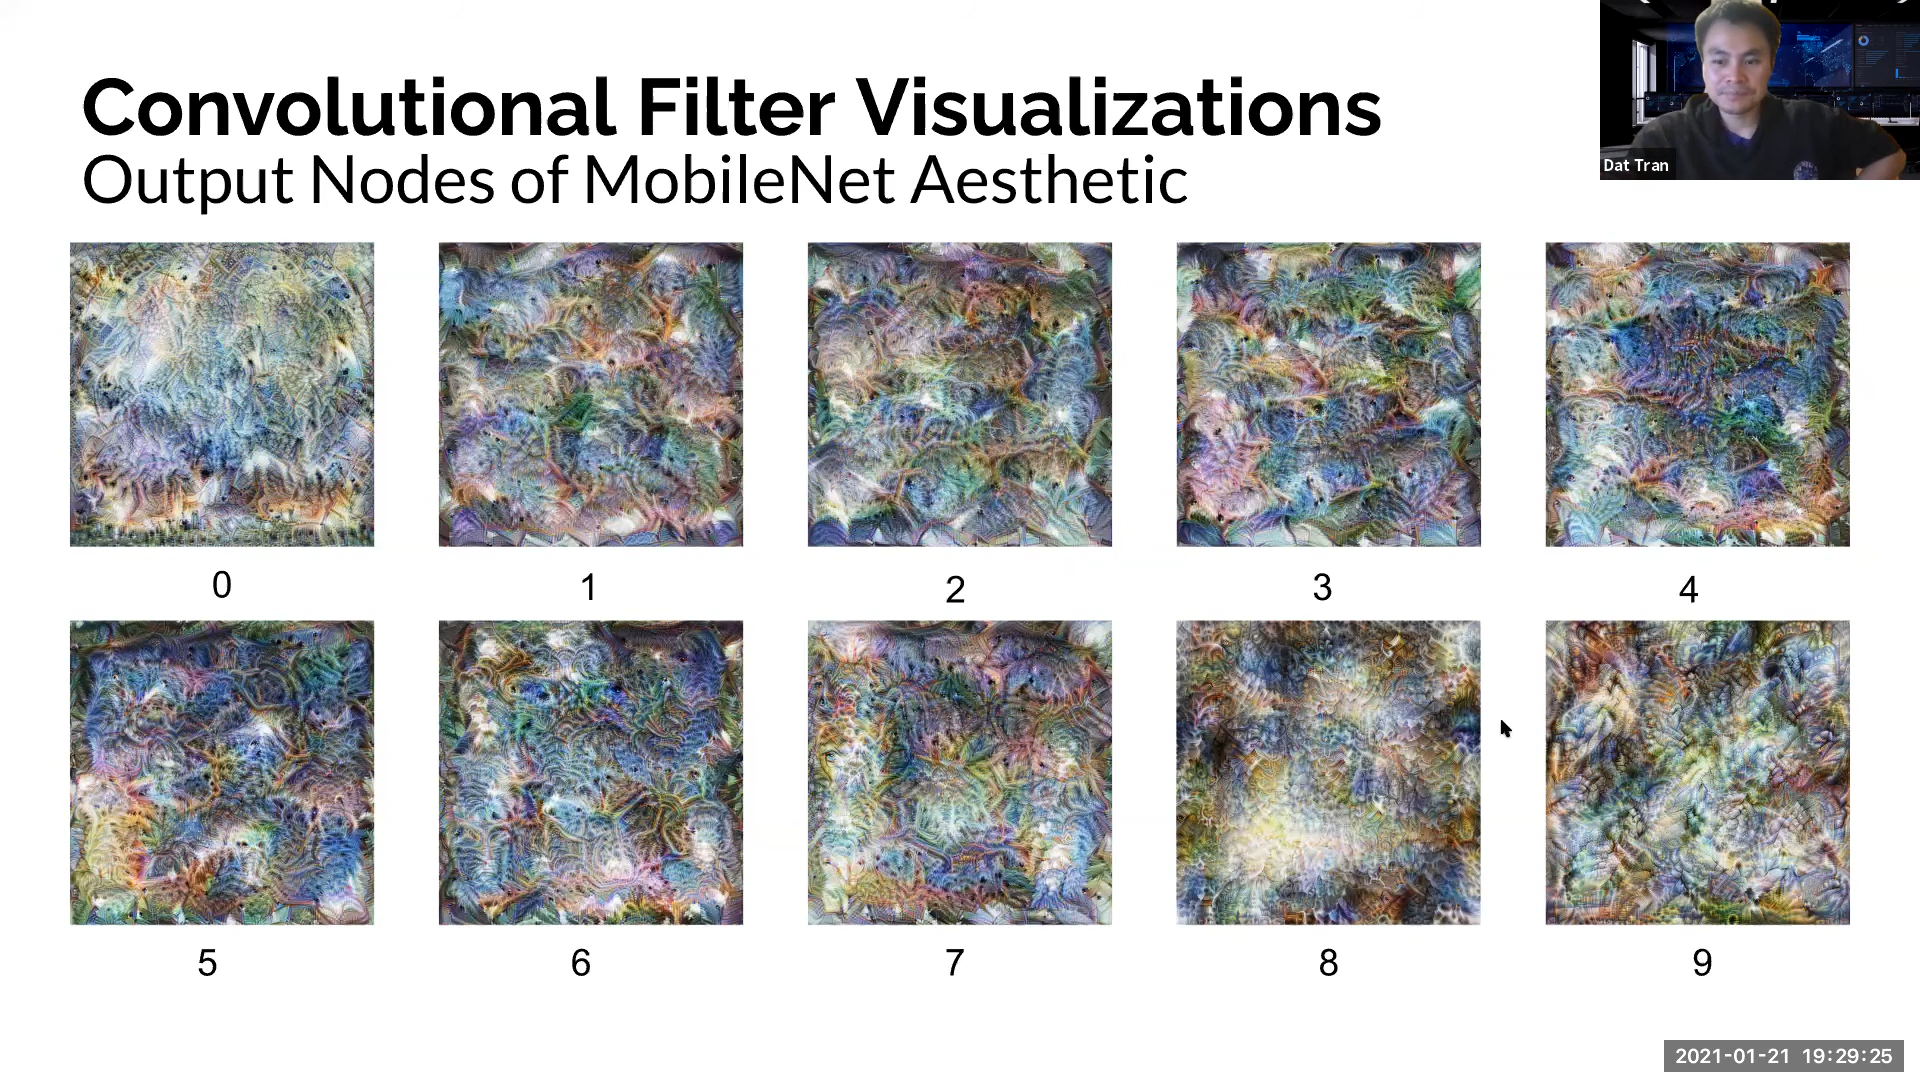 Convolutional Filter Visualizations
Output Nodes of MobileNet Aesthetic
Dat Tran
0 1 2 3 4
5 6 7 8 9
2021-01-21 19:29:25